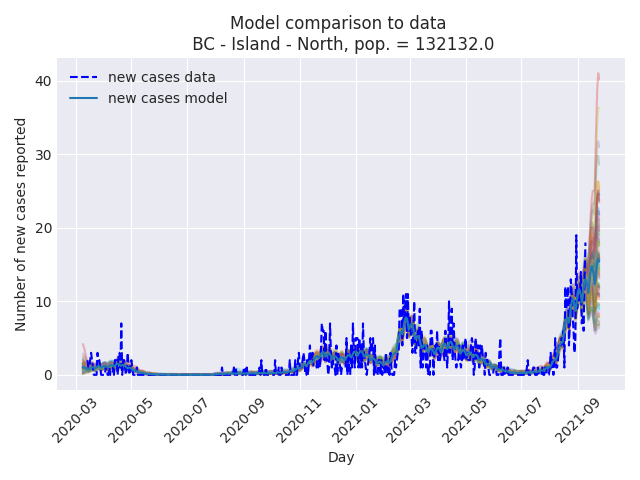 Model comparison to data
BC - Island - North, pop. = 132132.0
new cases data
new cases model
Number of new cases reported
40
30
20
10
0
2020-03
2020-05
2020-07
2020-09
2020-11
2021-01
2021-03
2021-05
2021-07
2021-09
Day